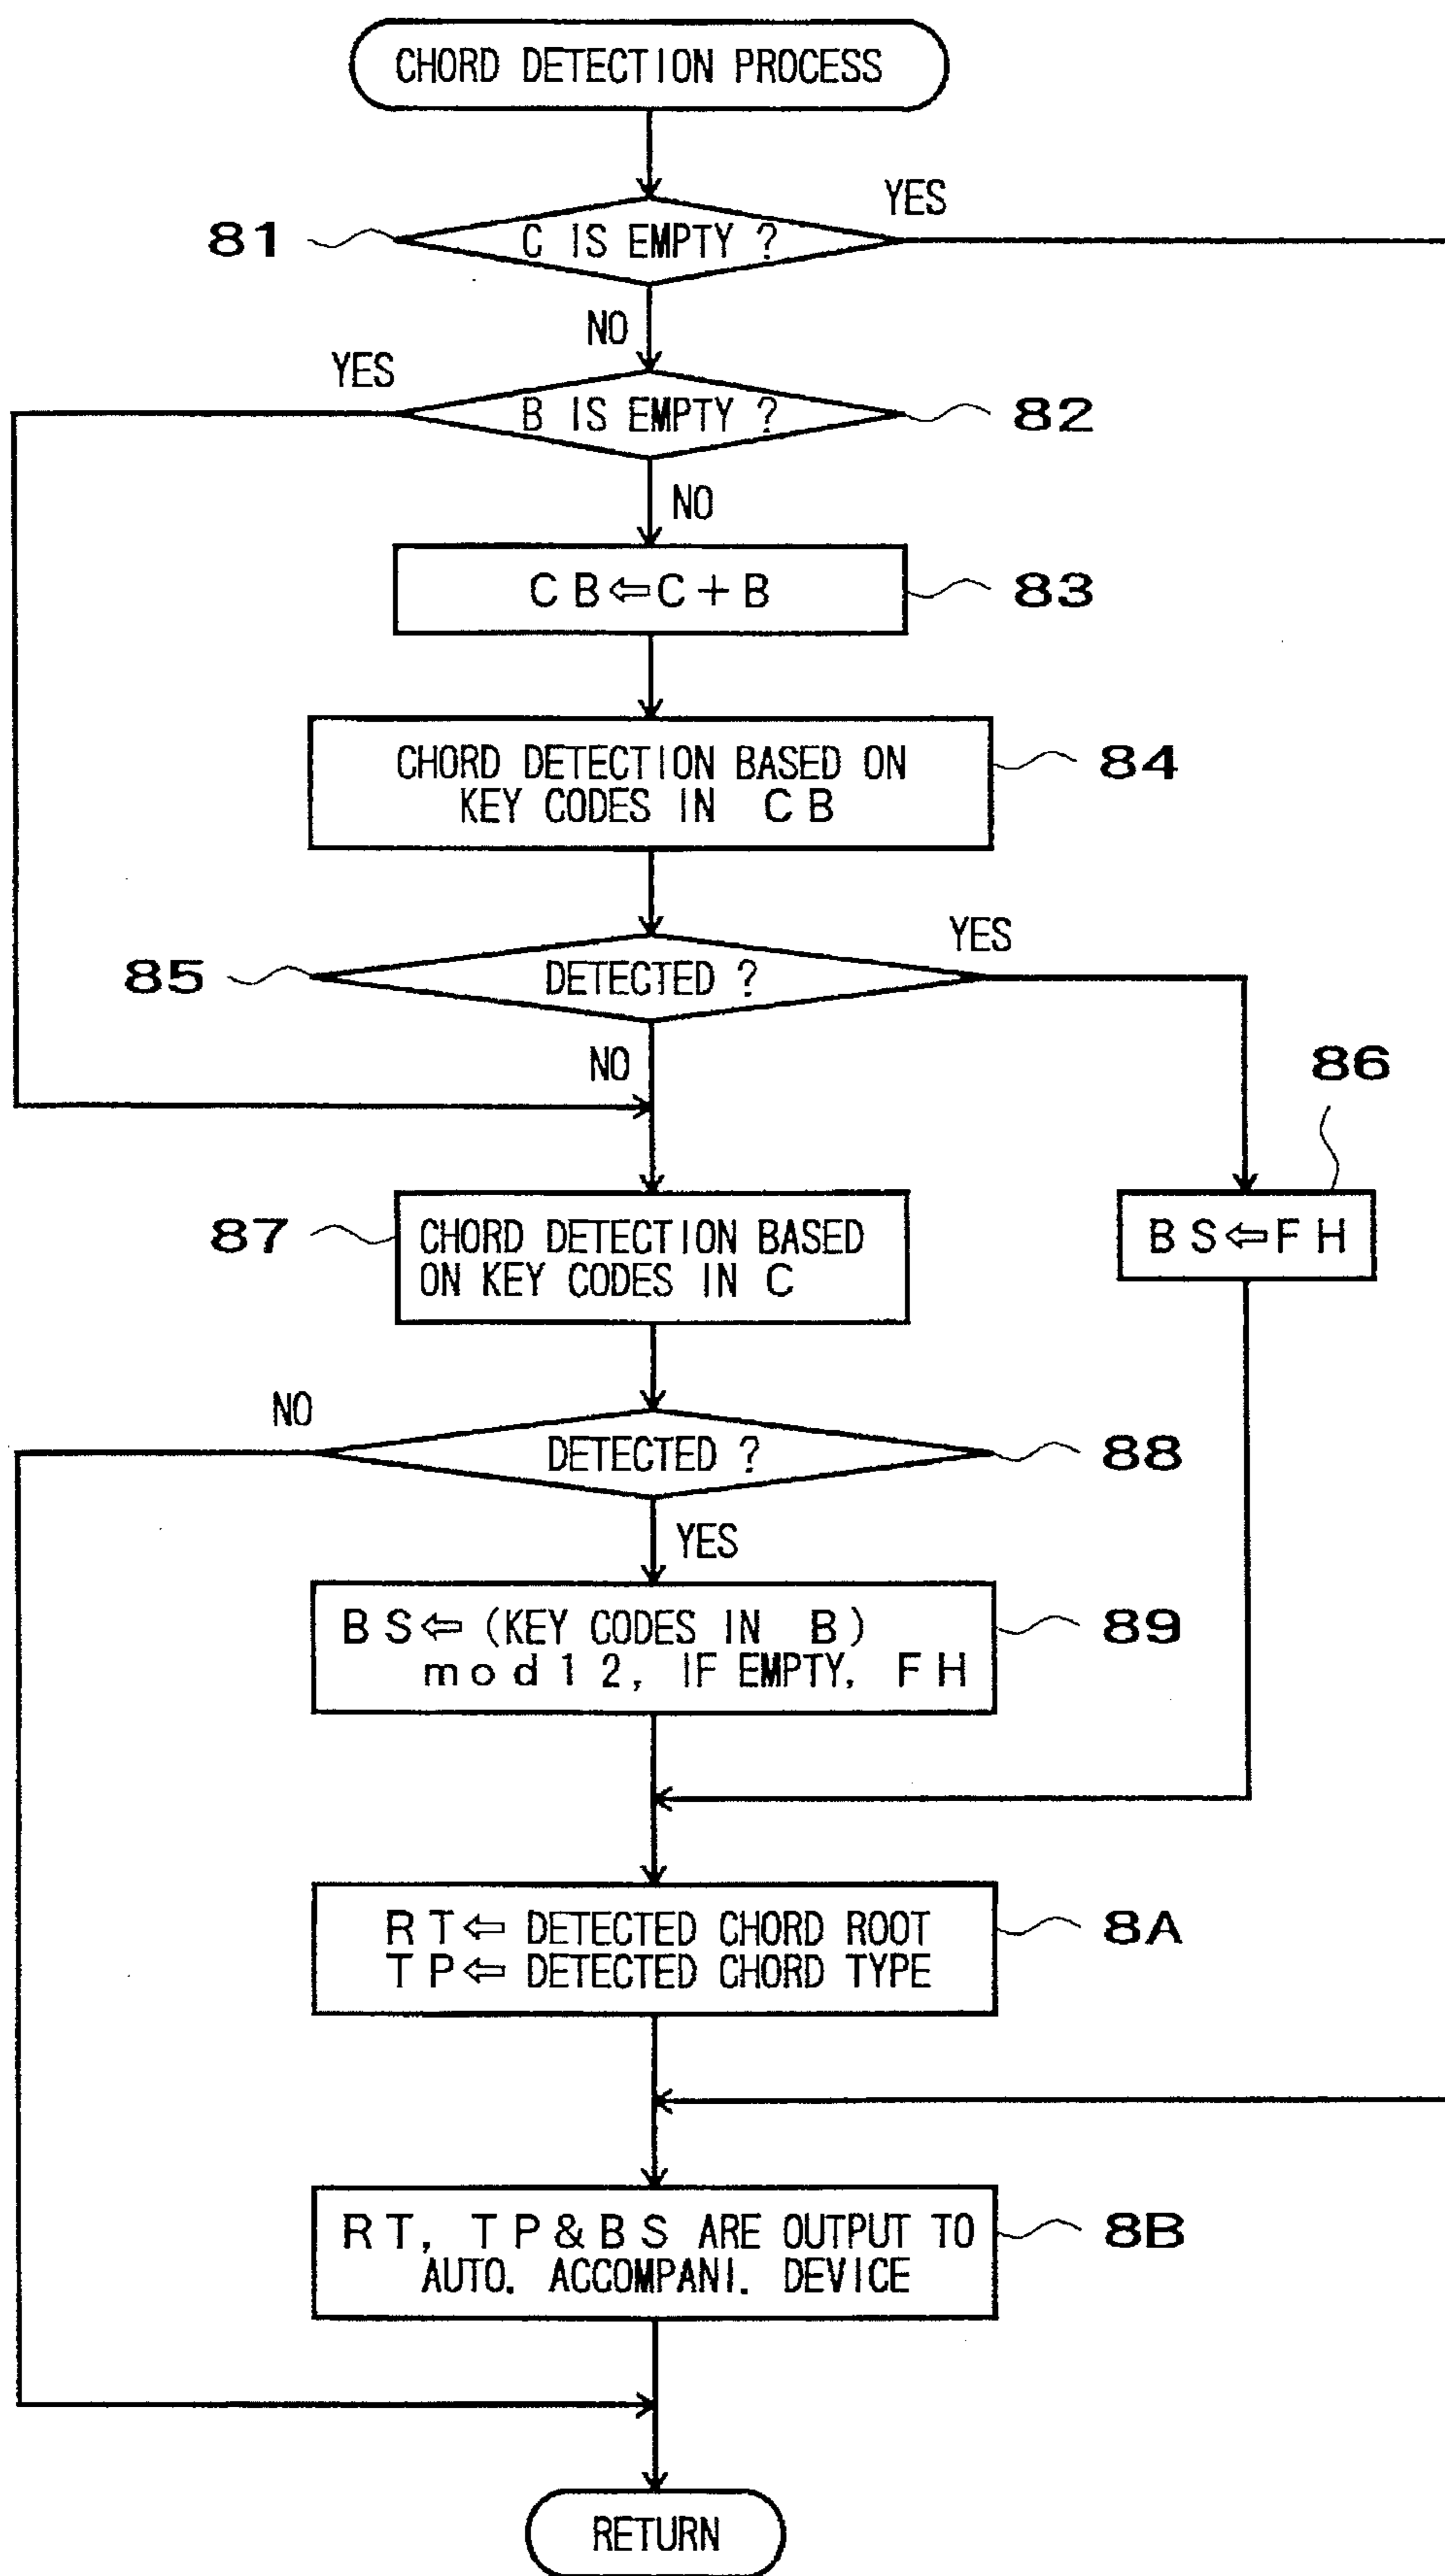 CHORD DETECTION PROCESS
YES
81
C IS EMPTY ?
NO
YES
B IS EMPTY ?
82
NO
CB⇐C+B
83
CHORD DETECTION BASED ON
KEY CODES IN CB
84
YES
85
DETECTED ?
NO
86
BS⇐FH
87
CHORD DETECTION BASED
ON KEY CODES IN C
NO
DETECTED ?
88
YES
BS⇐ (KEY CODES IN B)
mod12, IF EMPTY, FH
89
RT⇐ DETECTED CHORD ROOT
TP⇐ DETECTED CHORD TYPE
8A
RT, TP&BS ARE OUTPUT TO
AUTO. ACCOMPANI. DEVICE
8B
RETURN